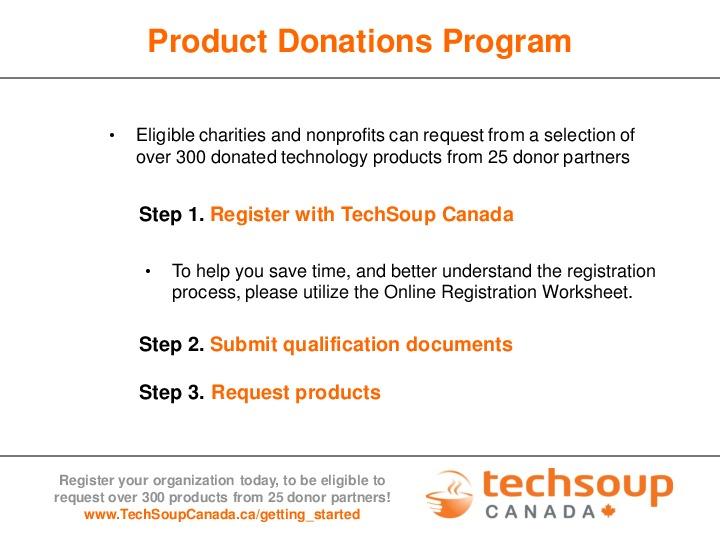 Product Donations Program
• Eligible charities and nonprofits can request from a selection of
over 300 donated technology products from 25 donor partners
Step 1. Register with TechSoup Canada
• To help you save time, and better understand the registration
process, please utilize the Online Registration Worksheet.
Step 2. Submit qualification documents
Step 3. Request products
Register your organization today, to be eligible to
request over 300 products from 25 donor partners!
www.TechSoupCanada.ca/getting_started
techsoup
CANADA